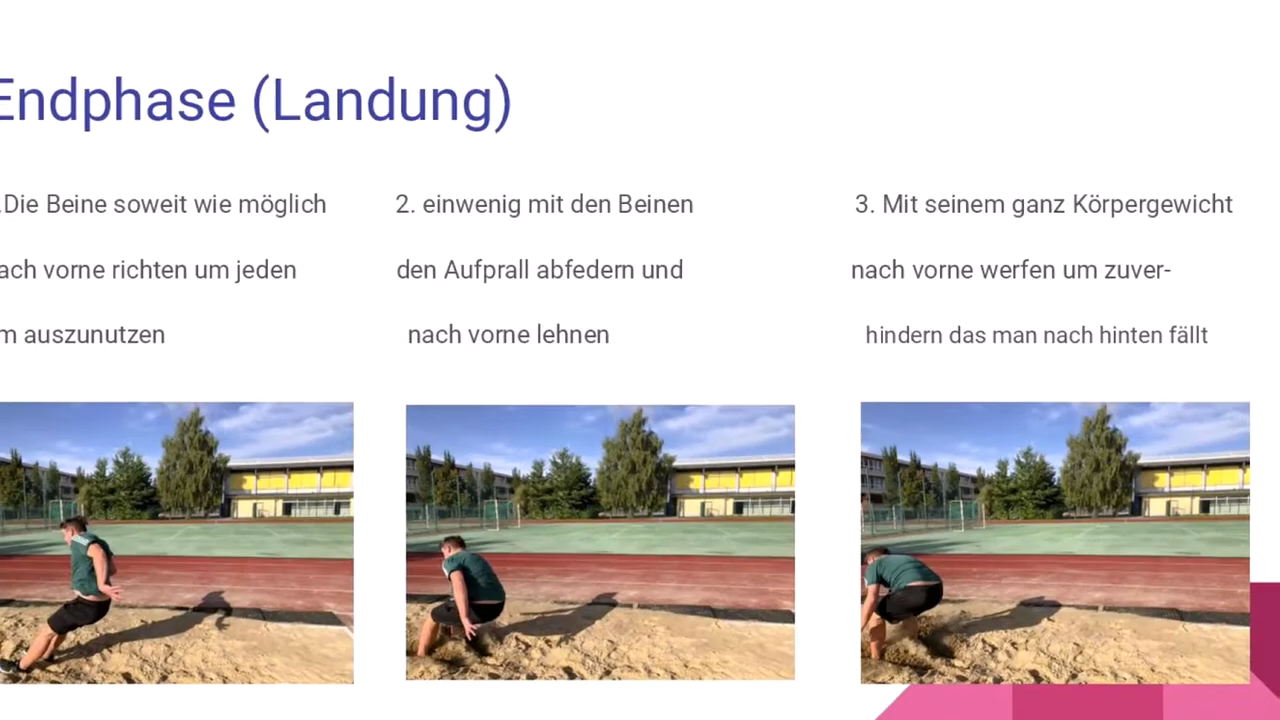 Endphase (Landung)
.Die Beine soweit wie möglich
ach vorne richten um jeden
m auszunutzen
2. einwenig mit den Beinen
den Aufprall abfedern und
nach vorne lehnen
3. Mit seinem ganz Körpergewicht
nach vorne werfen um zuver-
hindern das man nach hinten fällt